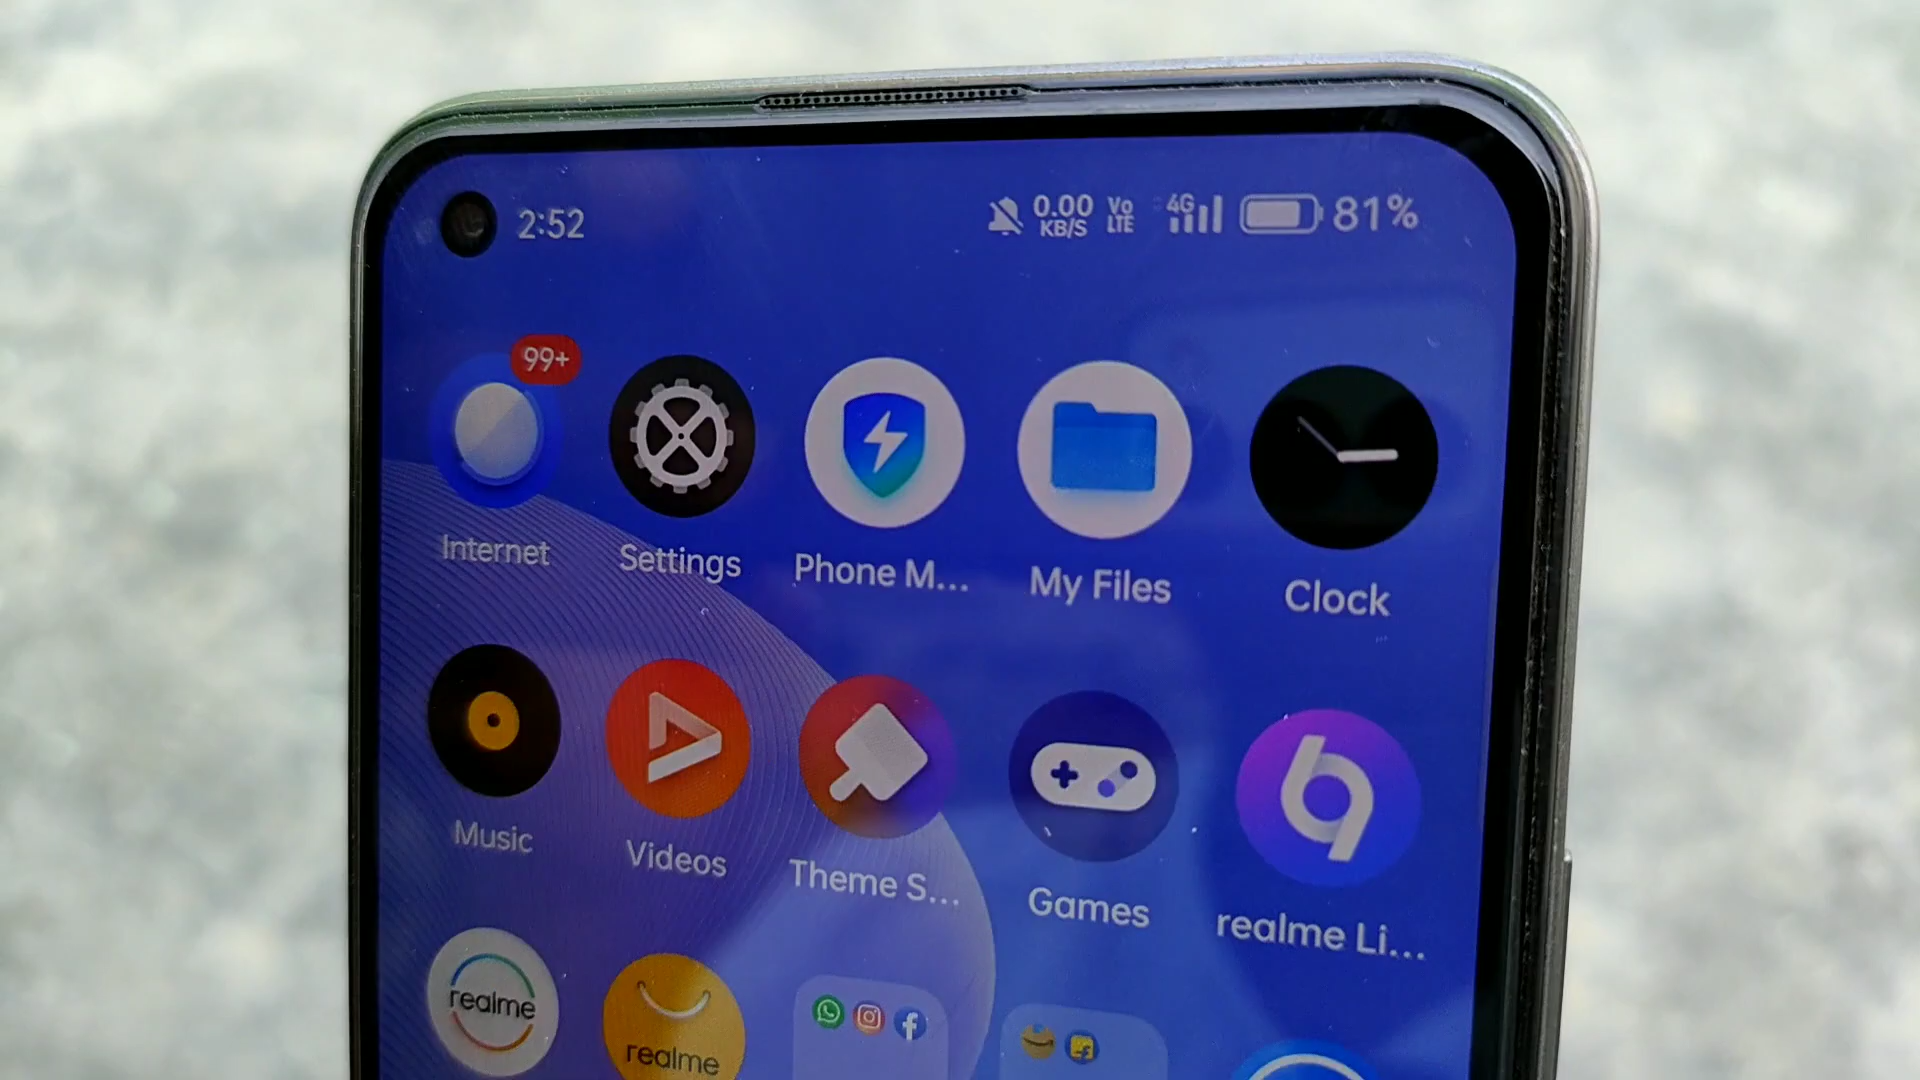 2:52 0.00 KB/S Vo LTE 4G 81%
99+
Internet Settings Phone M... My Files Clock
Music Videos Theme S... Games realme Li...
realme realme